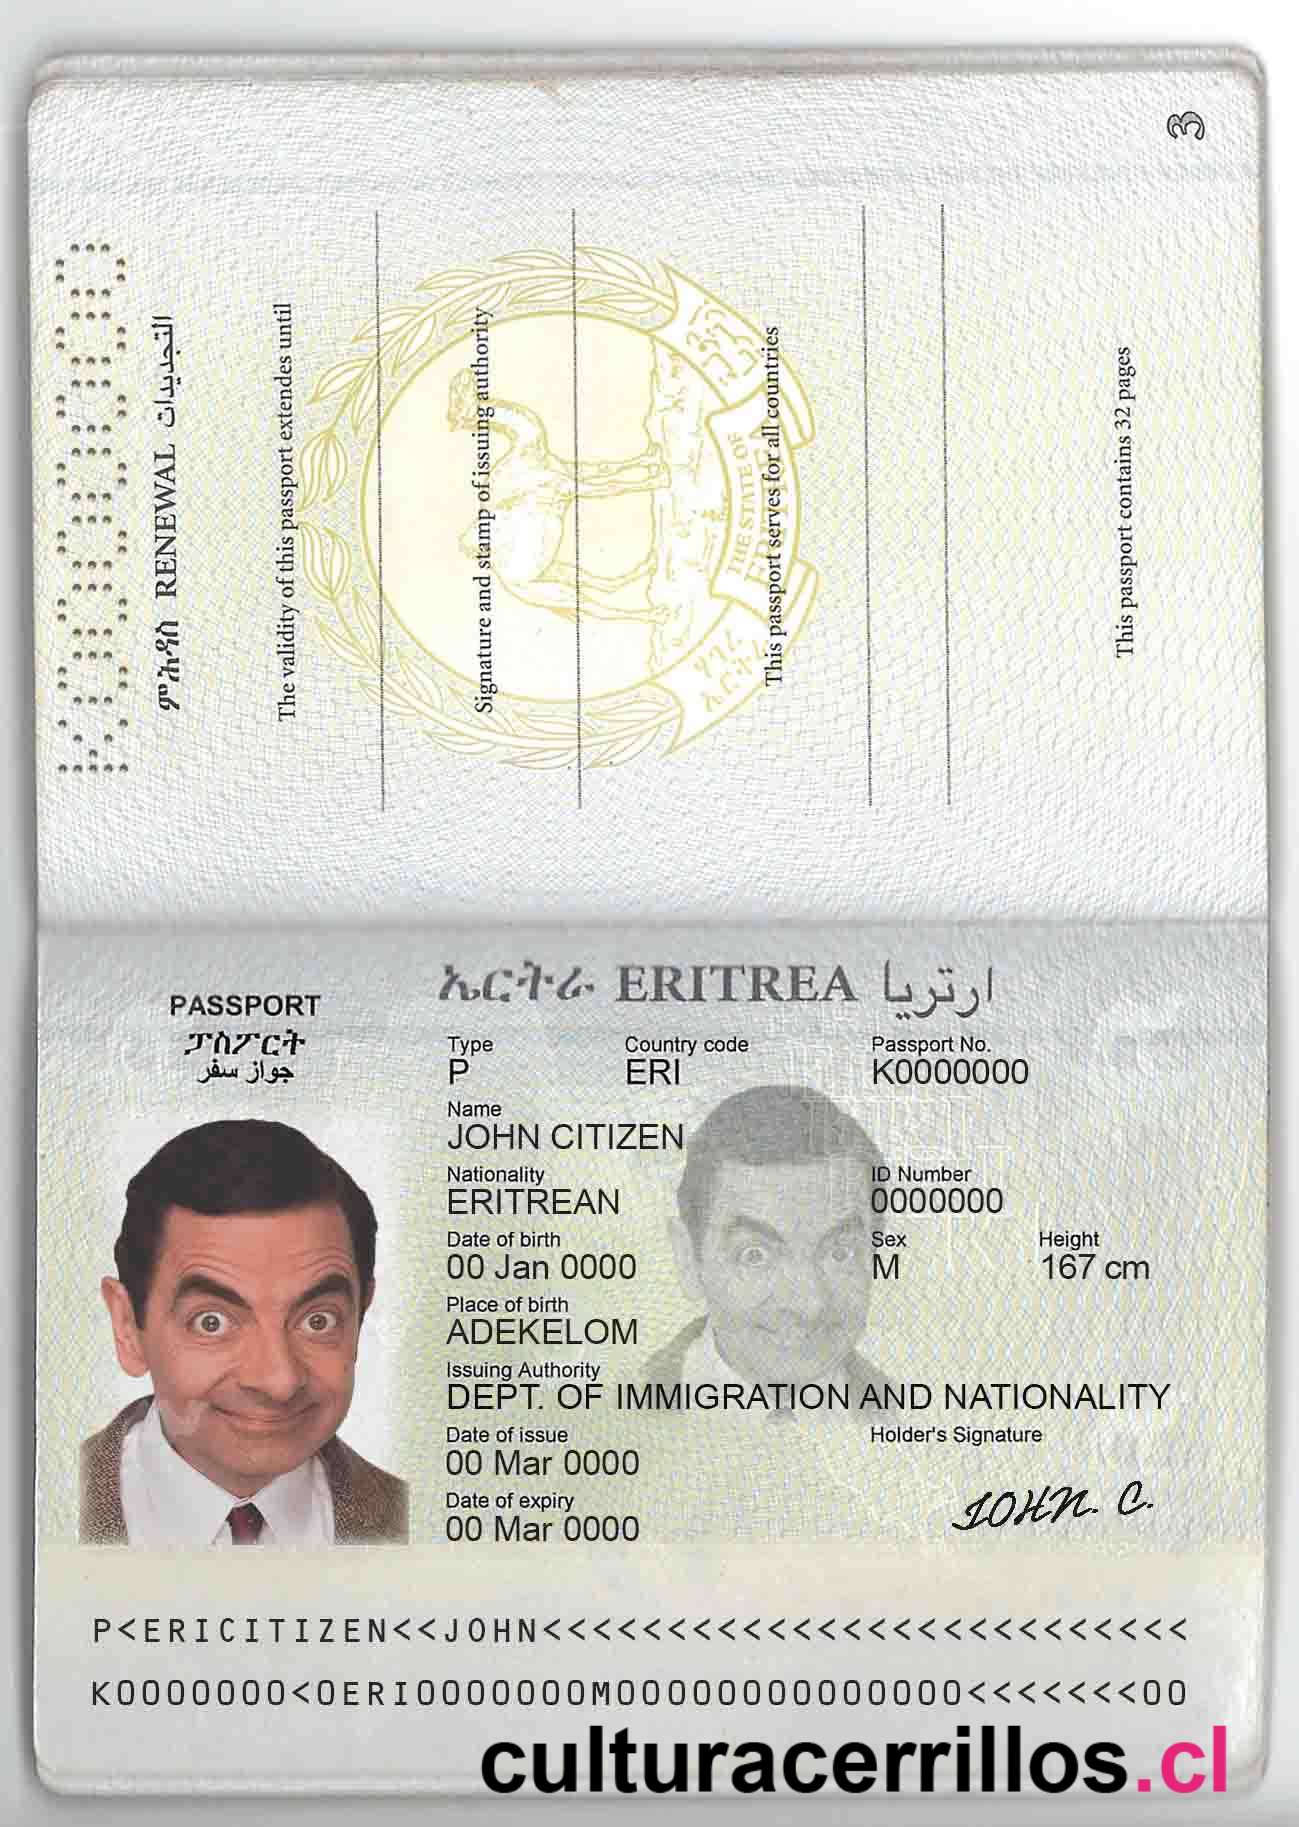 3
K0000000
ምሕዳስ RENEWAL التجديدات
The validity of this passport extendes until
Signature and stamp of issuing authority
This passport serves for all countries
This passport contains 32 pages
ሃገረ
ኤርትራ
THE STATE OF
ERITREA
ኤርትራ ERITREA ارتريا
PASSPORT
ፓስፖርት
جواز سفر
Type
P
Country code
ERI
Passport No.
K0000000
Name
JOHN CITIZEN
Nationality
ERITREAN
ID Number
0000000
Date of birth
00 Jan 0000
Sex
M
Height
167 cm
Place of birth
ADEKELOM
Issuing Authority
DEPT. OF IMMIGRATION AND NATIONALITY
Date of issue
00 Mar 0000
Holder's Signature
Date of expiry
00 Mar 0000
JOHN. C.
P<ERICITIZEN<<JOHN<<<<<<<<<<<<<<<<<<<<<<<<<<
K0000000<0ERI0000000M00000000000000<<<<<<<00
culturacerrillos.cl